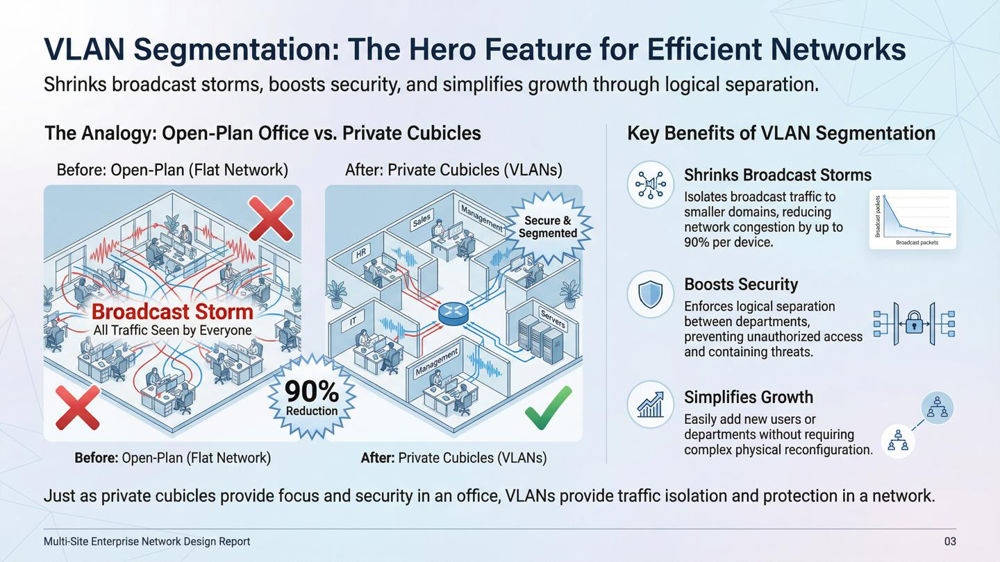 VLAN Segmentation: The Hero Feature for Efficient Networks
Shrinks broadcast storms, boosts security, and simplifies growth through logical separation.
The Analogy: Open-Plan Office vs. Private Cubicles
Before: Open-Plan (Flat Network)
After: Private Cubicles (VLANs)
Broadcast Storm
All Traffic Seen by Everyone
90%
Reduction
Sales
Management
Secure &
Segmented
HR
IT
Servers
Management
Before: Open-Plan (Flat Network)
After: Private Cubicles (VLANs)
Key Benefits of VLAN Segmentation
Shrinks Broadcast Storms
Isolates broadcast traffic to
smaller domains, reducing
network congestion by up to
90% per device.
Broadcast packets
Broadcast packets
Boosts Security
Enforces logical separation
between departments,
preventing unauthorized access
and containing threats.
Simplifies Growth
Easily add new users or
departments without requiring
complex physical reconfiguration.
Just as private cubicles provide focus and security in an office, VLANs provide traffic isolation and protection in a network.
Multi-Site Enterprise Network Design Report
03